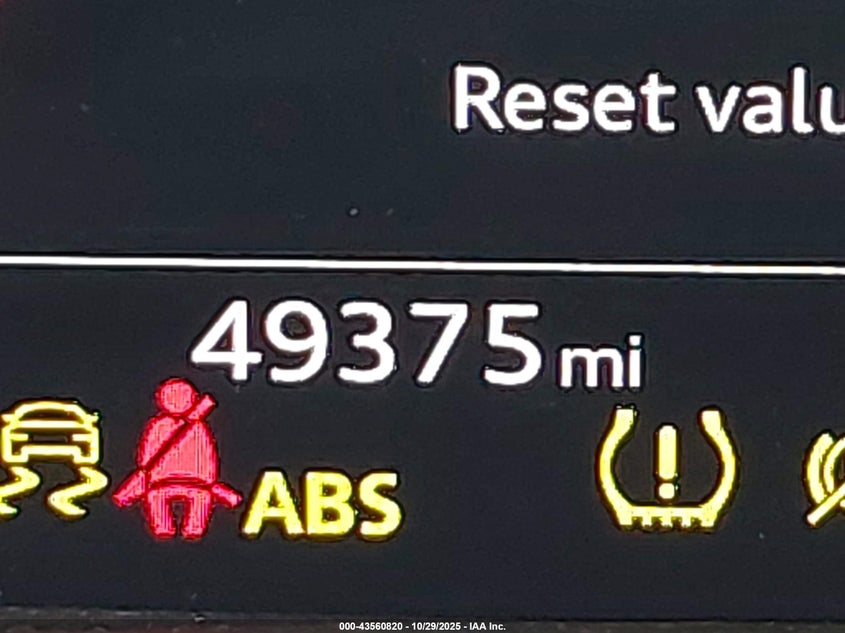 Reset valu
49375 mi
ABS
000-43560820 - 10/29/2025 - IAA Inc.